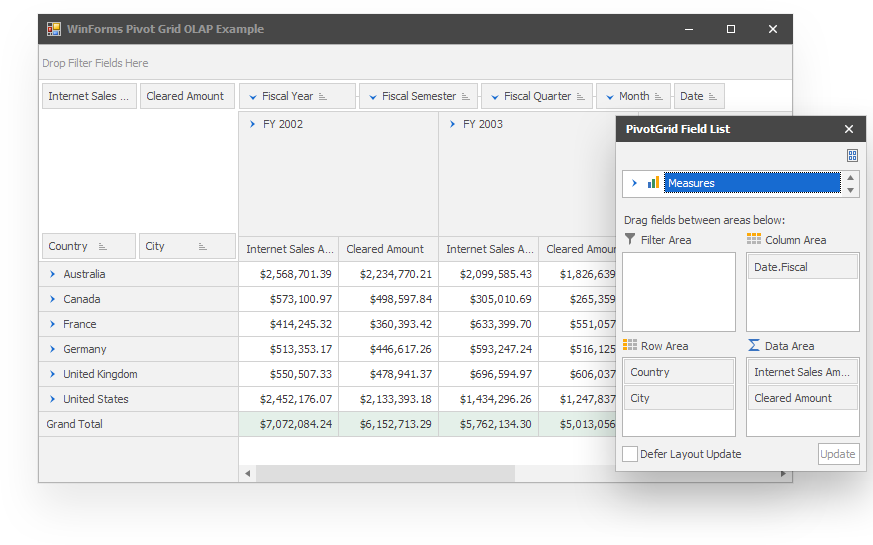 WinForms Pivot Grid OLAP Example
Drop Filter Fields Here
Internet Sales ... Cleared Amount Fiscal Year Fiscal Semester Fiscal Quarter Month Date
FY 2002 FY 2003
Country City Internet Sales A... Cleared Amount Internet Sales A... Cleared Amou
Australia $2,568,701.39 $2,234,770.21 $2,099,585.43 $1,826,639
Canada $573,100.97 $498,597.84 $305,010.69 $265,359
France $414,245.32 $360,393.42 $633,399.70 $551,057
Germany $513,353.17 $446,617.26 $593,247.24 $516,125
United Kingdom $550,507.33 $478,941.37 $696,594.97 $606,037
United States $2,452,176.07 $2,133,393.18 $1,434,296.26 $1,247,837
Grand Total $7,072,084.24 $6,152,713.29 $5,762,134.30 $5,013,056
PivotGrid Field List
Measures
Drag fields between areas below:
Filter Area Column Area
Date.Fiscal
Row Area Data Area
Country Internet Sales Am...
City Cleared Amount
Defer Layout Update Update